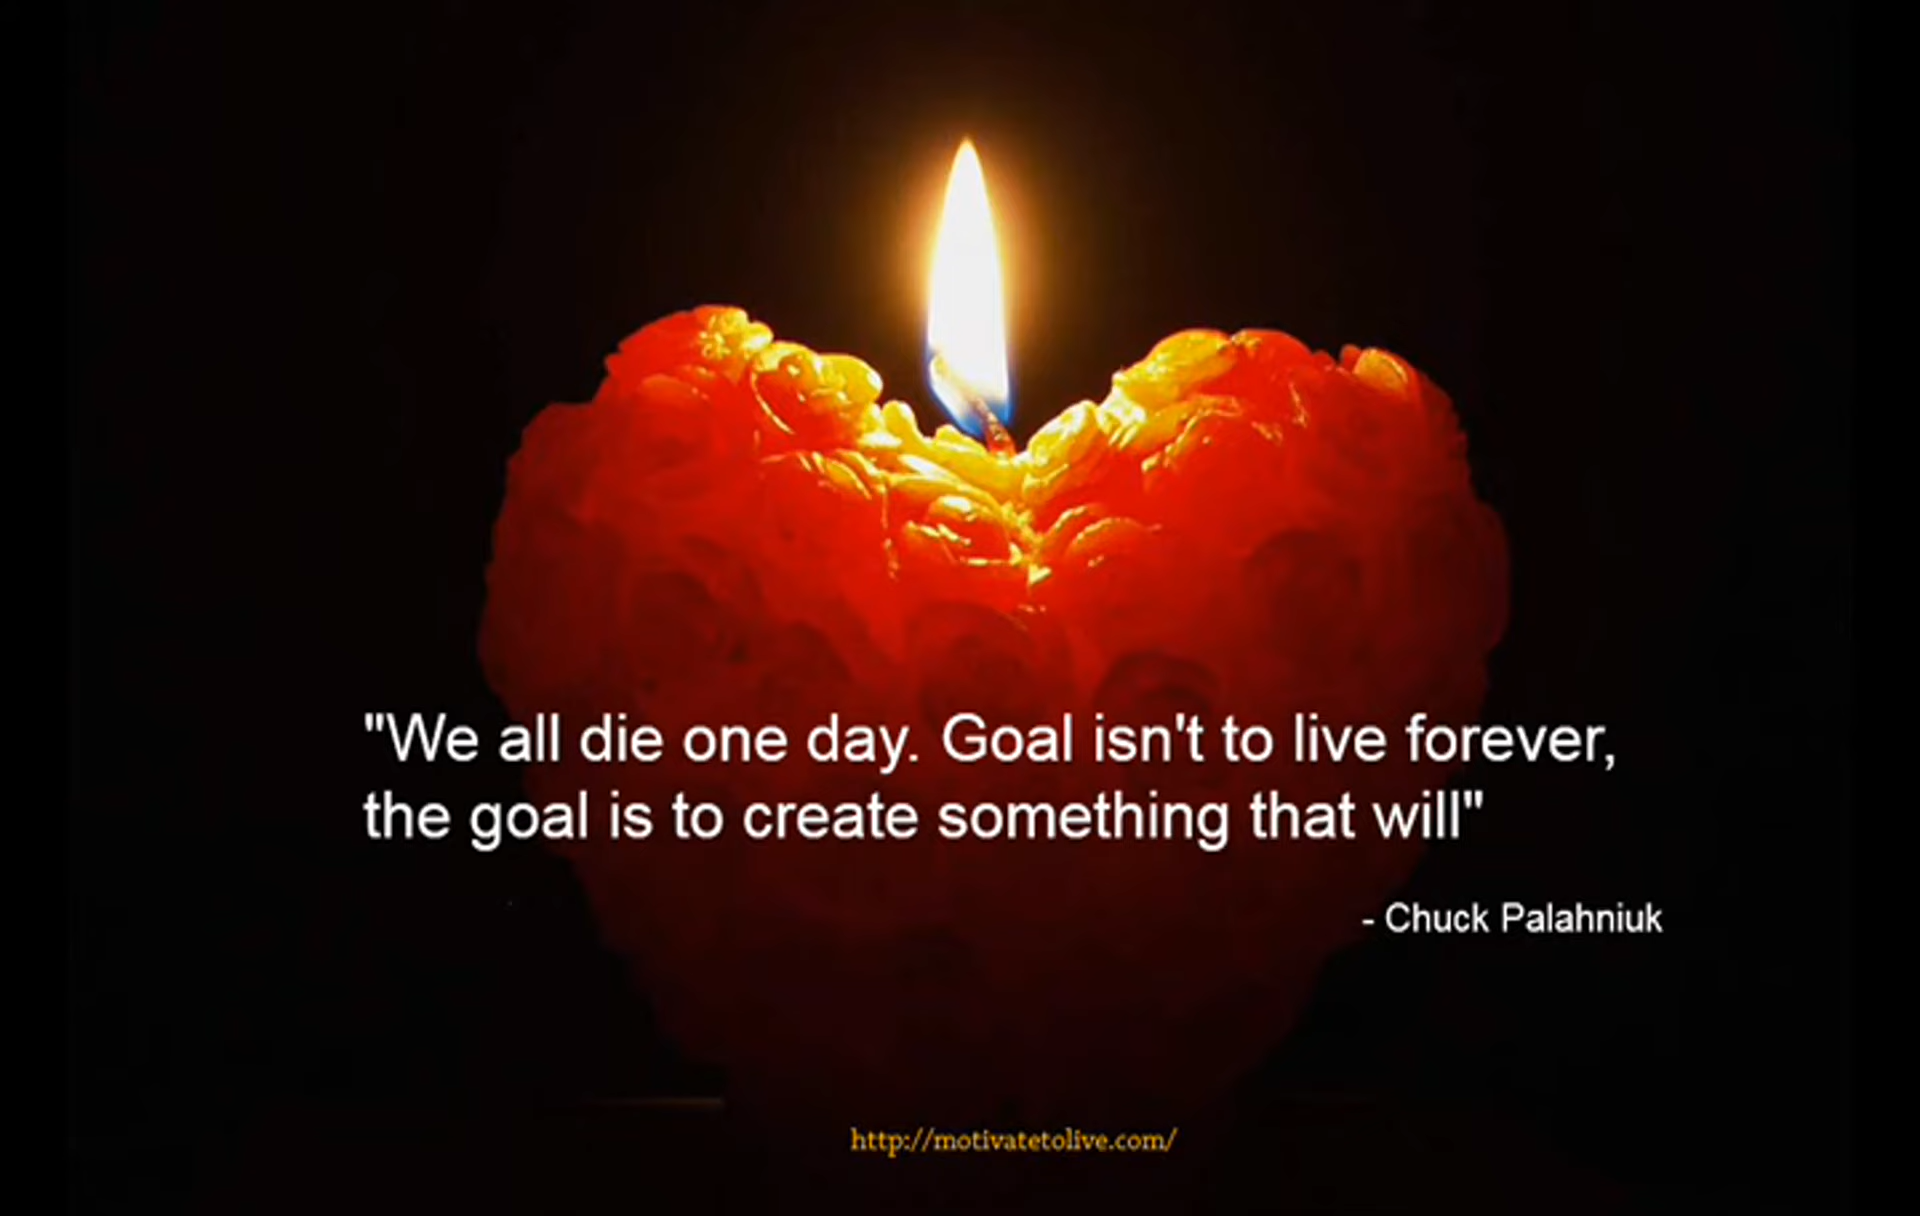 "We all die one day. Goal isn't to live forever,
the goal is to create something that will"
- Chuck Palahniuk
http://motivatetolive.com/